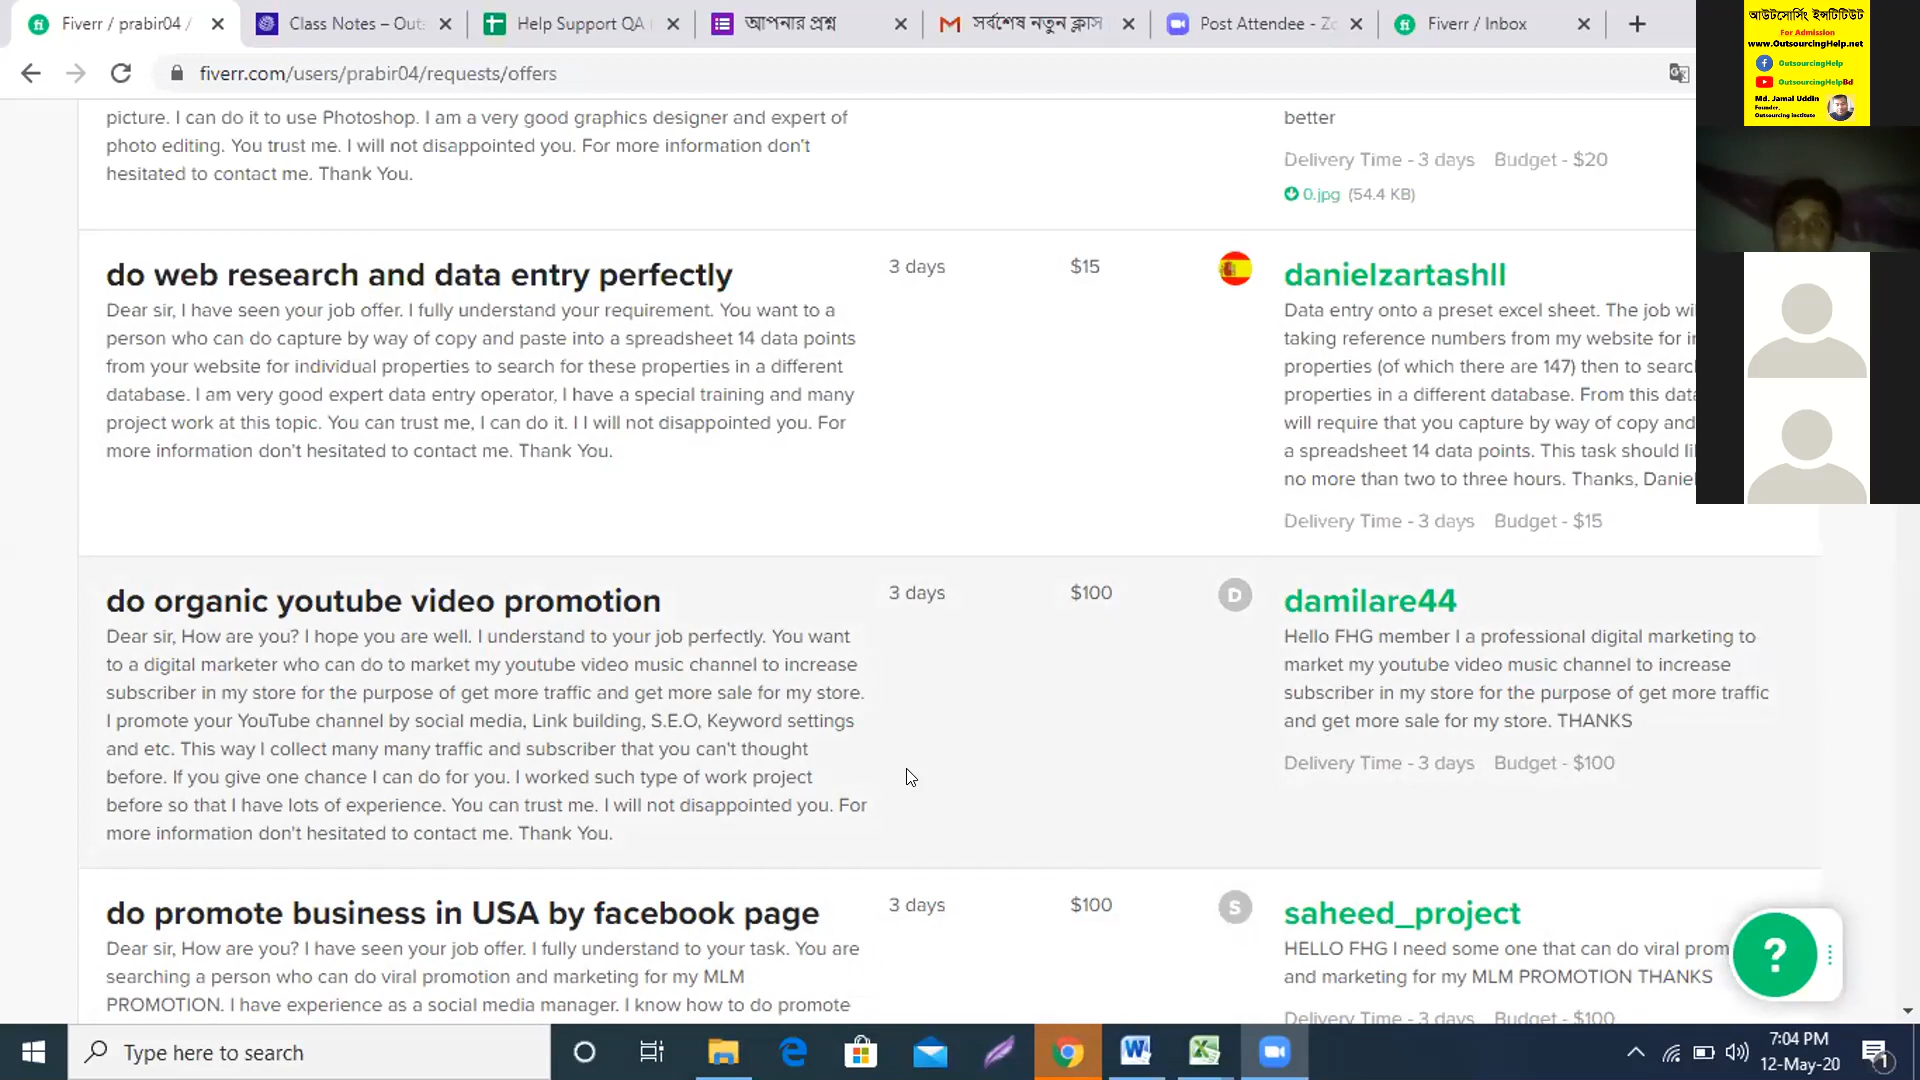 Fiverr / prabir04 /
Class Notes – Out
Help Support QA
আপনার প্রশ্ন
সর্বশেষ নতুন ক্লাস
Post Attendee - Zo
Fiverr / Inbox
fiverr.com/users/prabir04/requests/offers
আউটসোর্সিং ইন্সটিটিউট
For Admission
www.OutsourcingHelp.net
OutsourcingHelp
OutsourcingHelpBd
Md. Jamal Uddin
Founder,
Outsourcing Institute
picture. I can do it to use Photoshop. I am a very good graphics designer and expert of
photo editing. You trust me. I will not disappointed you. For more information don't
hesitated to contact me. Thank You.
better
Delivery Time - 3 days Budget - $20
0.jpg (54.4 KB)
do web research and data entry perfectly
Dear sir, I have seen your job offer. I fully understand your requirement. You want to a
person who can do capture by way of copy and paste into a spreadsheet 14 data points
from your website for individual properties to search for these properties in a different
database. I am very good expert data entry operator, I have a special training and many
project work at this topic. You can trust me, I can do it. I I will not disappointed you. For
more information don't hesitated to contact me. Thank You.
3 days
$15
danielzartashll
Data entry onto a preset excel sheet. The job wi
taking reference numbers from my website for in
properties (of which there are 147) then to searc
properties in a different database. From this dat
will require that you capture by way of copy and
a spreadsheet 14 data points. This task should li
no more than two to three hours. Thanks, Danie
Delivery Time - 3 days Budget - $15
do organic youtube video promotion
Dear sir, How are you? I hope you are well. I understand to your job perfectly. You want
to a digital marketer who can do to market my youtube video music channel to increase
subscriber in my store for the purpose of get more traffic and get more sale for my store.
I promote your YouTube channel by social media, Link building, S.E.O, Keyword settings
and etc. This way I collect many many traffic and subscriber that you can't thought
before. If you give one chance I can do for you. I worked such type of work project
before so that I have lots of experience. You can trust me. I will not disappointed you. For
more information don't hesitated to contact me. Thank You.
3 days
$100
D
damilare44
Hello FHG member I a professional digital marketing to
market my youtube video music channel to increase
subscriber in my store for the purpose of get more traffic
and get more sale for my store. THANKS
Delivery Time - 3 days Budget - $100
do promote business in USA by facebook page
Dear sir, How are you? I have seen your job offer. I fully understand to your task. You are
searching a person who can do viral promotion and marketing for my MLM
PROMOTION. I have experience as a social media manager. I know how to do promote
3 days
$100
S
saheed_project
HELLO FHG I need some one that can do viral prom
and marketing for my MLM PROMOTION THANKS
Delivery Time - 3 days Budget - $100
?
Type here to search
7:04 PM
12-May-20
1